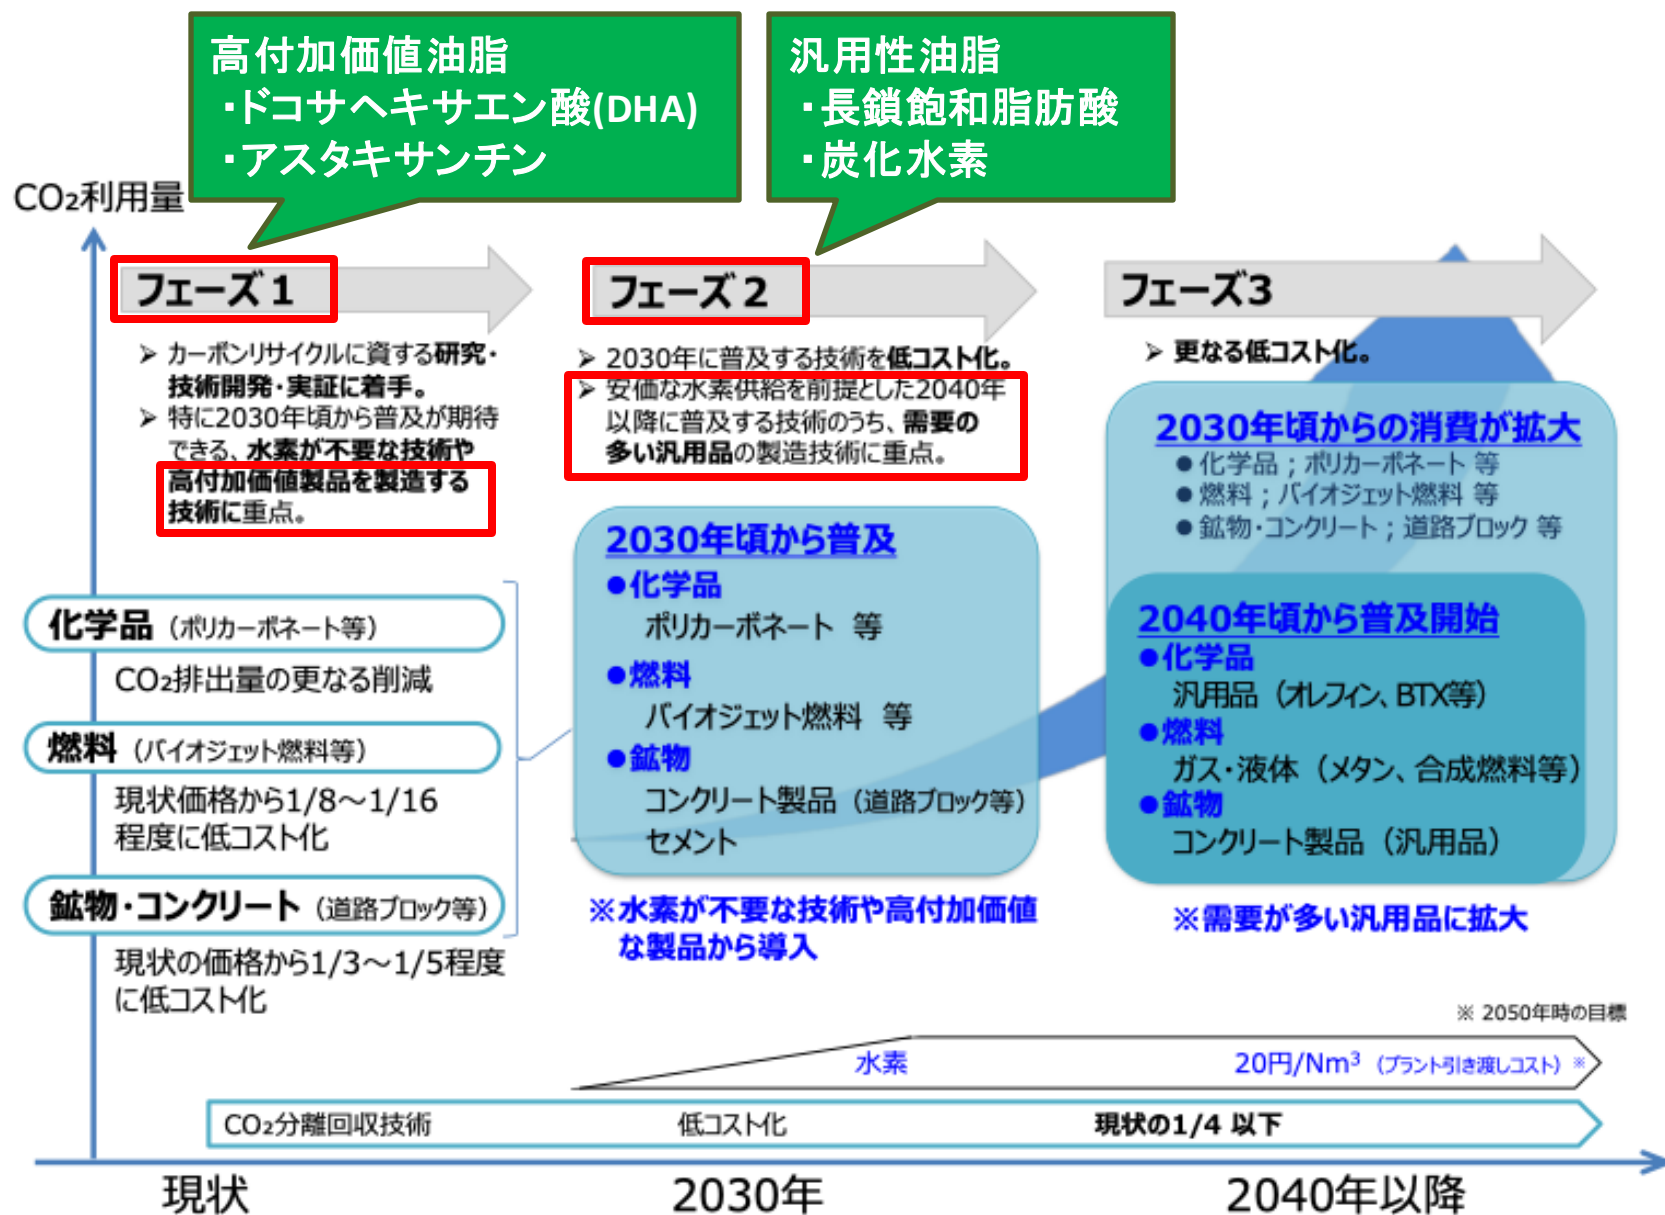 高付加価値油脂
・ドコサヘキサエン酸(DHA)
・アスタキサンチン
汎用性油脂
・長鎖飽和脂肪酸
・炭化水素
CO₂利用量
フェーズ1
➢ カーボンリサイクルに資する研究・
技術開発・実証に着手。
➢ 特に2030年頃から普及が期待
できる、水素が不要な技術や
高付加価値製品を製造する
技術に重点。
化学品（ポリカーボネート等）
CO₂排出量の更なる削減
燃料（バイオジェット燃料等）
現状価格から1/8～1/16
程度に低コスト化
鉱物・コンクリート（道路ブロック等）
現状の価格から1/3～1/5程度
に低コスト化
フェーズ2
➢ 2030年に普及する技術を低コスト化。
➢ 安価な水素供給を前提とした2040年
以降に普及する技術のうち、需要の
多い汎用品の製造技術に重点。
2030年頃から普及
●化学品
ポリカーボネート 等
●燃料
バイオジェット燃料 等
●鉱物
コンクリート製品（道路ブロック等）
セメント
※水素が不要な技術や高付加価値
な製品から導入
フェーズ3
➢ 更なる低コスト化。
2030年頃からの消費が拡大
● 化学品；ポリカーボネート 等
● 燃料；バイオジェット燃料 等
● 鉱物・コンクリート；道路ブロック 等
2040年頃から普及開始
●化学品
汎用品（オレフィン、BTX等）
●燃料
ガス・液体（メタン、合成燃料等）
●鉱物
コンクリート製品（汎用品）
※需要が多い汎用品に拡大
※ 2050年時の目標
水素 20円/Nm³（プラント引き渡しコスト）※
CO₂分離回収技術 低コスト化 現状の1/4 以下
現状 2030年 2040年以降